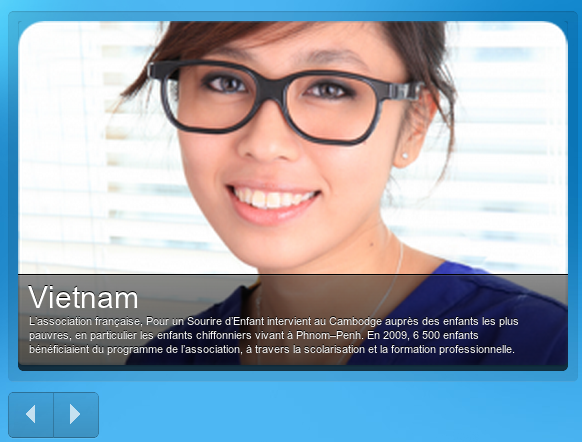 Vietnam
L'association française, Pour un Sourire d'Enfant intervient au Cambodge auprès des enfants les plus
pauvres, en particulier les enfants chiffonniers vivant à Phnom–Penh. En 2009, 6 500 enfants
bénéficiaient du programme de l'association, à travers la scolarisation et la formation professionnelle.